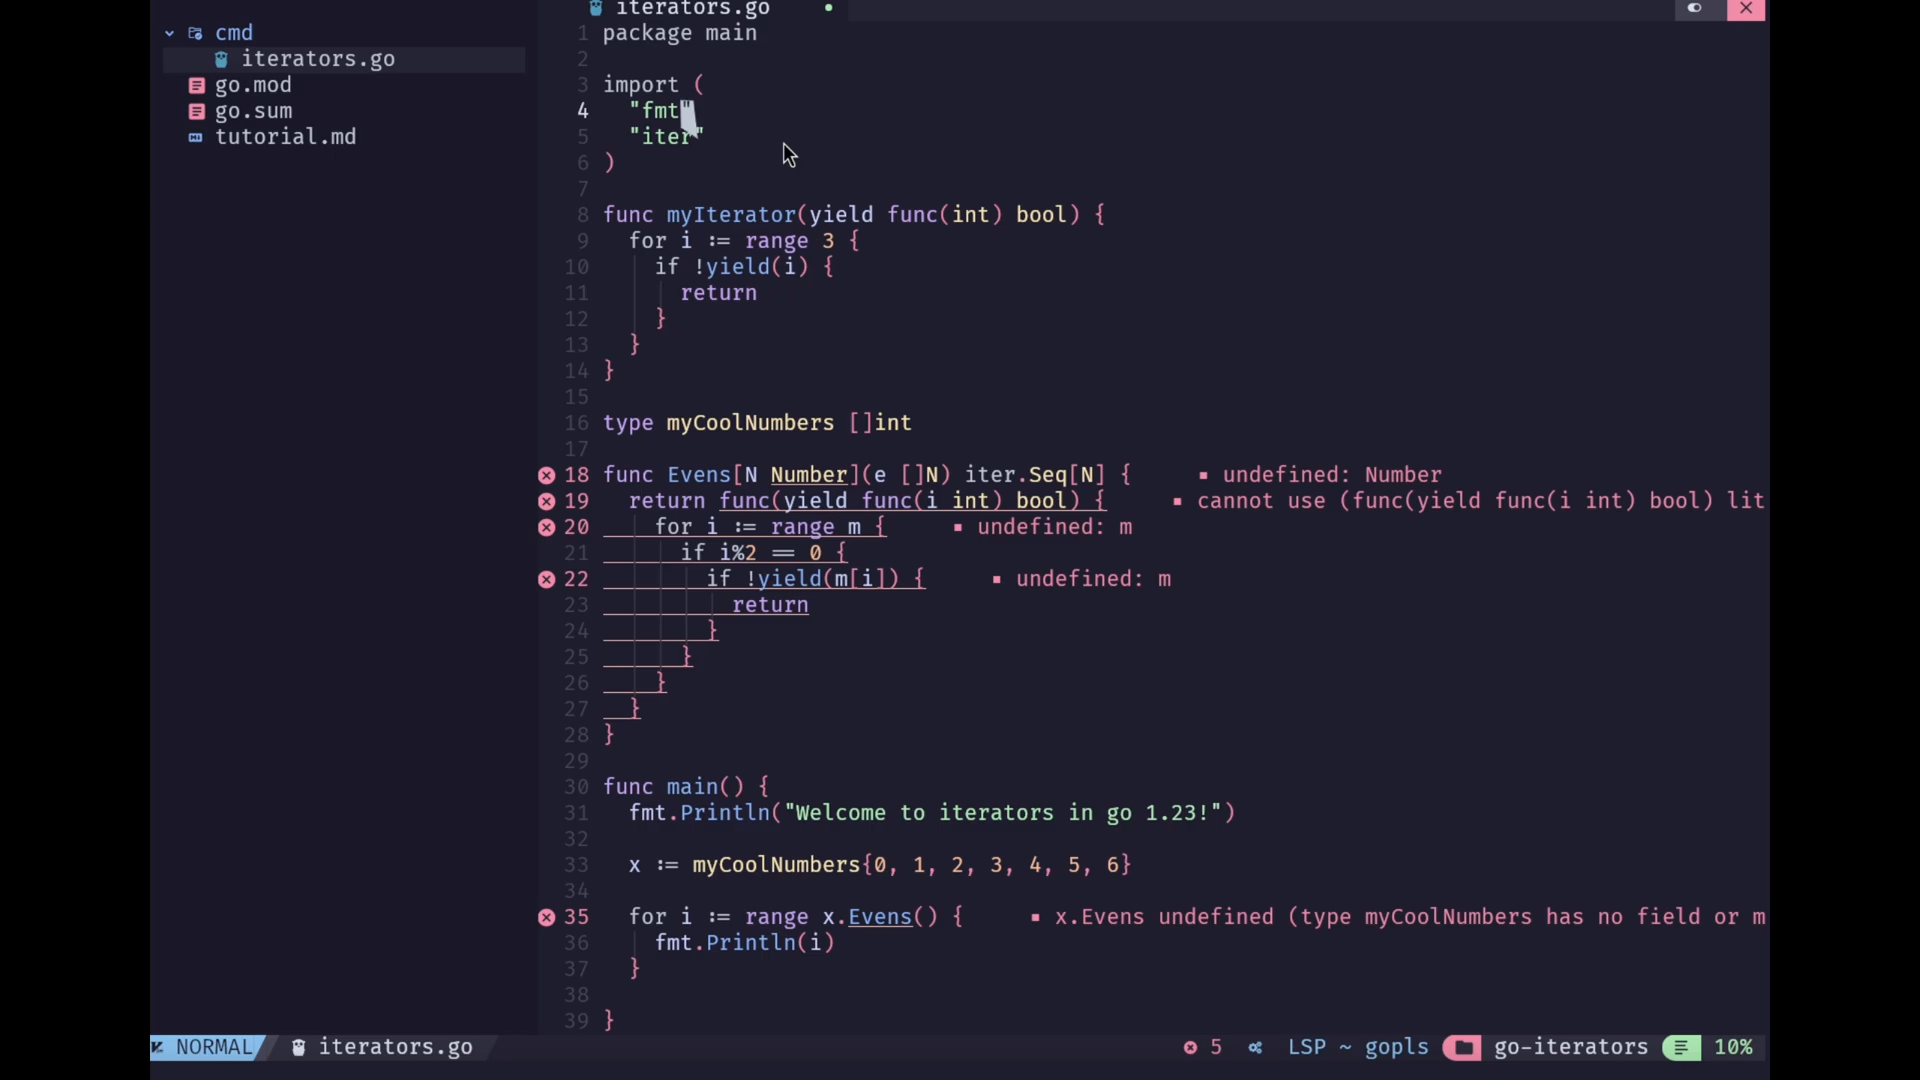 iterators.go
cmd
iterators.go
go.mod
go.sum
tutorial.md
1 package main
2
3 import (
4 "fmt"
5 "iter"
6 )
7
8 func myIterator(yield func(int) bool) {
9 for i := range 3 {
10 if !yield(i) {
11 return
12 }
13 }
14 }
15
16 type myCoolNumbers []int
17
18 func Evens[N Number](e []N) iter.Seq[N] { ▪ undefined: Number
19 return func(yield func(i int) bool) { ▪ cannot use (func(yield func(i int) bool) lit
20 for i := range m { ▪ undefined: m
21 if i%2 == 0 {
22 if !yield(m[i]) { ▪ undefined: m
23 return
24 }
25 }
26 }
27 }
28 }
29
30 func main() {
31 fmt.Println("Welcome to iterators in go 1.23!")
32
33 x := myCoolNumbers{0, 1, 2, 3, 4, 5, 6}
34
35 for i := range x.Evens() { ▪ x.Evens undefined (type myCoolNumbers has no field or m
36 fmt.Println(i)
37 }
38
39 }
NORMAL iterators.go 5 LSP ~ gopls go-iterators 10%